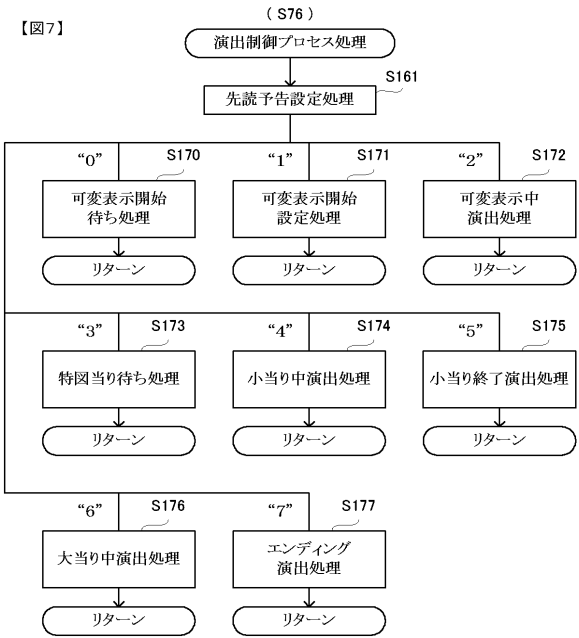 【図7】
（S76）
演出制御プロセス処理
S161
先読予告設定処理
“0”
S170
可変表示開始
待ち処理
リターン
“1”
S171
可変表示開始
設定処理
リターン
“2”
S172
可変表示中
演出処理
リターン
“3”
S173
特図当り待ち処理
リターン
“4”
S174
小当り中演出処理
リターン
“5”
S175
小当り終了演出処理
リターン
“6”
S176
大当り中演出処理
リターン
“7”
S177
エンディング
演出処理
リターン